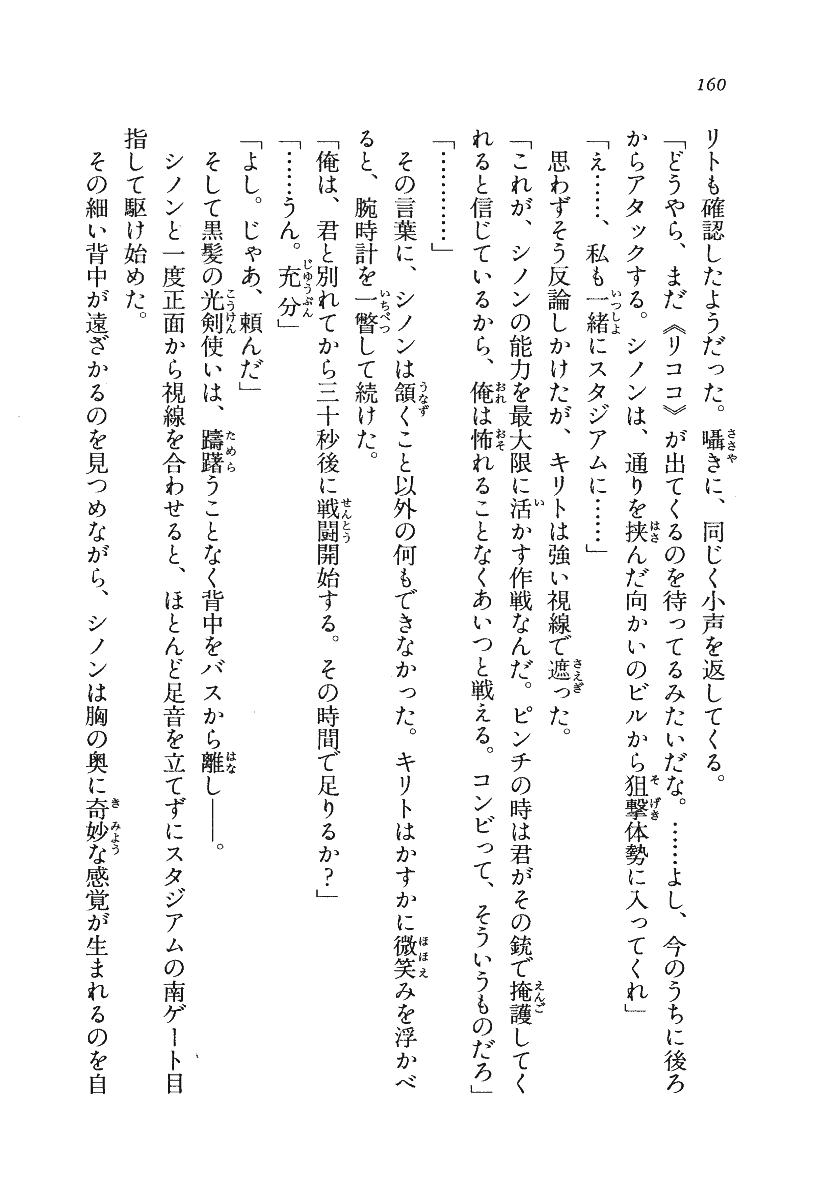 160
リトも確認したようだった。囁きに、同じく小声を返してくる。
「どうやら、まだ《リココ》が出てくるのを待ってるみたいだな。……よし、今のうちに後ろ
からアタックする。シノンは、通りを挟んだ向かいのビルから狙撃体勢に入ってくれ」
「え……、私も一緒にスタジアムに……」
思わずそう反論しかけたが、キリトは強い視線で遮った。
「これが、シノンの能力を最大限に活かす作戦なんだ。ピンチの時は君がその銃で掩護してく
れると信じているから、俺は怖れることなくあいつと戦える。コンビって、そういうものだろ」
「…………」
その言葉に、シノンは頷くこと以外の何もできなかった。キリトはかすかに微笑みを浮かべ
ると、腕時計を一瞥して続けた。
「俺は、君と別れてから三十秒後に戦闘開始する。その時間で足りるか？」
「……うん。充分」
「よし。じゃあ、頼んだ」
そして黒髪の光剣使いは、躊躇うことなく背中をバスから離し――。
シノンと一度正面から視線を合わせると、ほとんど足音を立てずにスタジアムの南ゲート目
指して駆け始めた。
その細い背中が遠ざかるのを見つめながら、シノンは胸の奥に奇妙な感覚が生まれるのを自